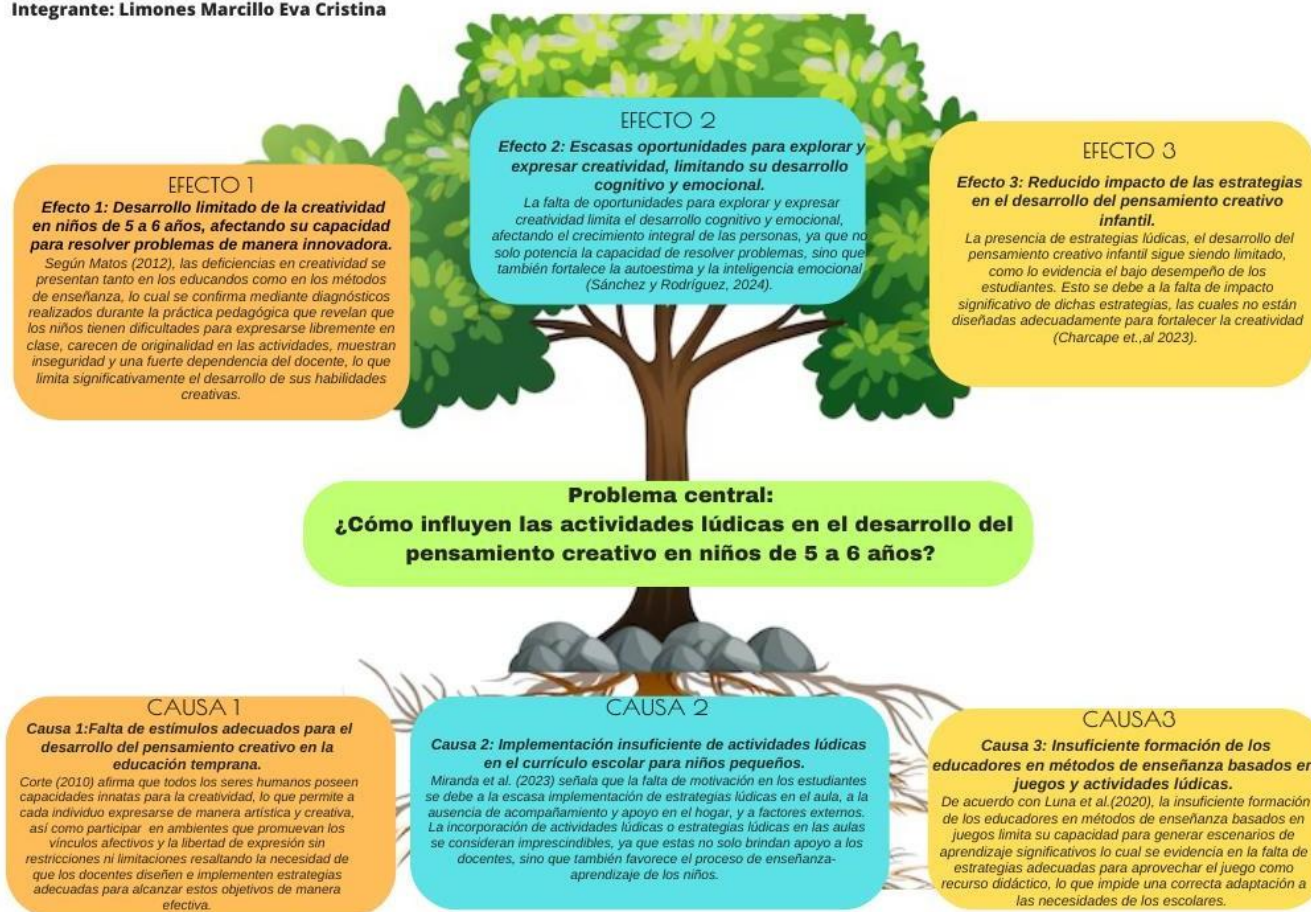 Integrante: Limones Marcillo Eva Cristina
EFECTO 1
Efecto 1: Desarrollo limitado de la creatividad
en niños de 5 a 6 años, afectando su capacidad
para resolver problemas de manera innovadora.
Según Matos (2012), las deficiencias en creatividad se
presentan tanto en los educandos como en los métodos
de enseñanza, lo cual se confirma mediante diagnósticos
realizados durante la práctica pedagógica que revelan que
los niños tienen dificultades para expresarse libremente en
clase, carecen de originalidad en las actividades, muestran
inseguridad y una fuerte dependencia del docente, lo que
limita significativamente el desarrollo de sus habilidades
creativas.
EFECTO 2
Efecto 2: Escasas oportunidades para explorar y
expresar creatividad, limitando su desarrollo
cognitivo y emocional.
La falta de oportunidades para explorar y expresar
creatividad limita el desarrollo cognitivo y emocional,
afectando el crecimiento integral de las personas, ya que no
solo potencia la capacidad de resolver problemas, sino que
también fortalece la autoestima y la inteligencia emocional
(Sánchez y Rodríguez, 2024).
EFECTO 3
Efecto 3: Reducido impacto de las estrategias
en el desarrollo del pensamiento creativo
infantil.
La presencia de estrategias lúdicas, el desarrollo del
pensamiento creativo infantil sigue siendo limitado,
como lo evidencia el bajo desempeño de los
estudiantes. Esto se debe a la falta de impacto
significativo de dichas estrategias, las cuales no están
diseñadas adecuadamente para fortalecer la creatividad
(Charcape et.,al 2023).
Problema central:
¿Cómo influyen las actividades lúdicas en el desarrollo del
pensamiento creativo en niños de 5 a 6 años?
CAUSA 1
Causa 1:Falta de estímulos adecuados para el
desarrollo del pensamiento creativo en la
educación temprana.
Corte (2010) afirma que todos los seres humanos poseen
capacidades innatas para la creatividad, lo que permite a
cada individuo expresarse de manera artística y creativa,
así como participar en ambientes que promuevan los
vínculos afectivos y la libertad de expresión sin
restricciones ni limitaciones resaltando la necesidad de
que los docentes diseñen e implementen estrategias
adecuadas para alcanzar estos objetivos de manera
efectiva.
CAUSA 2
Causa 2: Implementación insuficiente de actividades lúdicas
en el currículo escolar para niños pequeños.
Miranda et al. (2023) señala que la falta de motivación en los estudiantes
se debe a la escasa implementación de estrategias lúdicas en el aula, a la
ausencia de acompañamiento y apoyo en el hogar, y a factores externos.
La incorporación de actividades lúdicas o estrategias lúdicas en las aulas
se consideran imprescindibles, ya que estas no solo brindan apoyo a los
docentes, sino que también favorece el proceso de enseñanza-
aprendizaje de los niños.
CAUSA3
Causa 3: Insuficiente formación de los
educadores en métodos de enseñanza basados en
juegos y actividades lúdicas.
De acuerdo con Luna et al.(2020), la insuficiente formación
de los educadores en métodos de enseñanza basados en
juegos limita su capacidad para generar escenarios de
aprendizaje significativos lo cual se evidencia en la falta de
estrategias adecuadas para aprovechar el juego como
recurso didáctico, lo que impide una correcta adaptación a
las necesidades de los escolares.